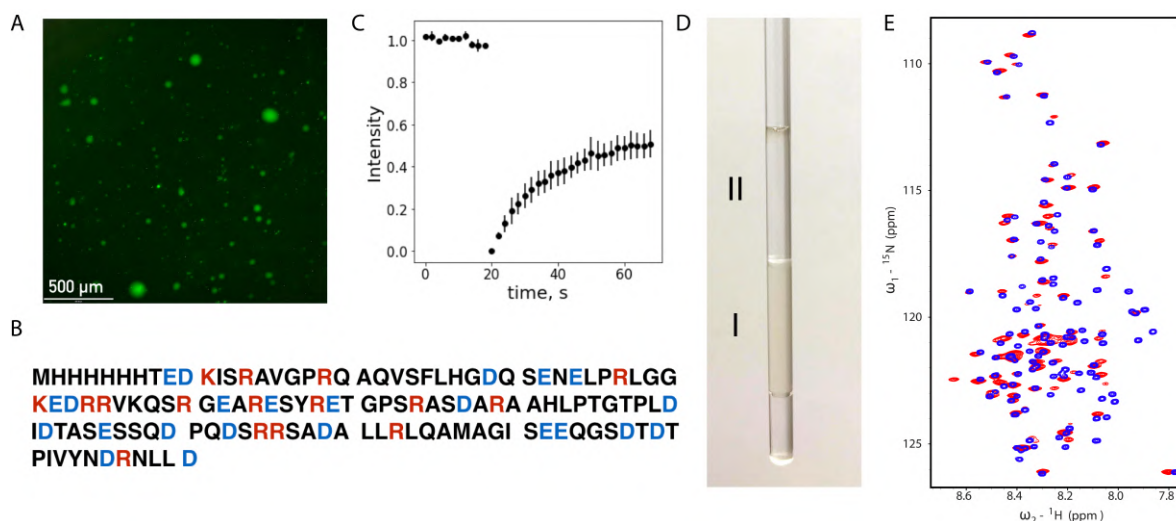 A
500 µm
B
MHHHHHHTED KISRAVGPRQ AQVSFLHGDQ SENELPRLGG
KEDRRVKQSR GEARESYRET GPSRASDARA AHLPTGTPLD
IDTASESSQD PQDSRRSADA LLRLQAMAGI SEEQGSDTDT
PIVYNDRNLL D
C
Intensity
1.0
0.8
0.6
0.4
0.2
0.0
0 20 40 60
time, s
D
II
I
E
ω₁ - ¹⁵N (ppm)
110
115
120
125
8.6 8.4 8.2 8.0 7.8
ω₂ - ¹H (ppm)